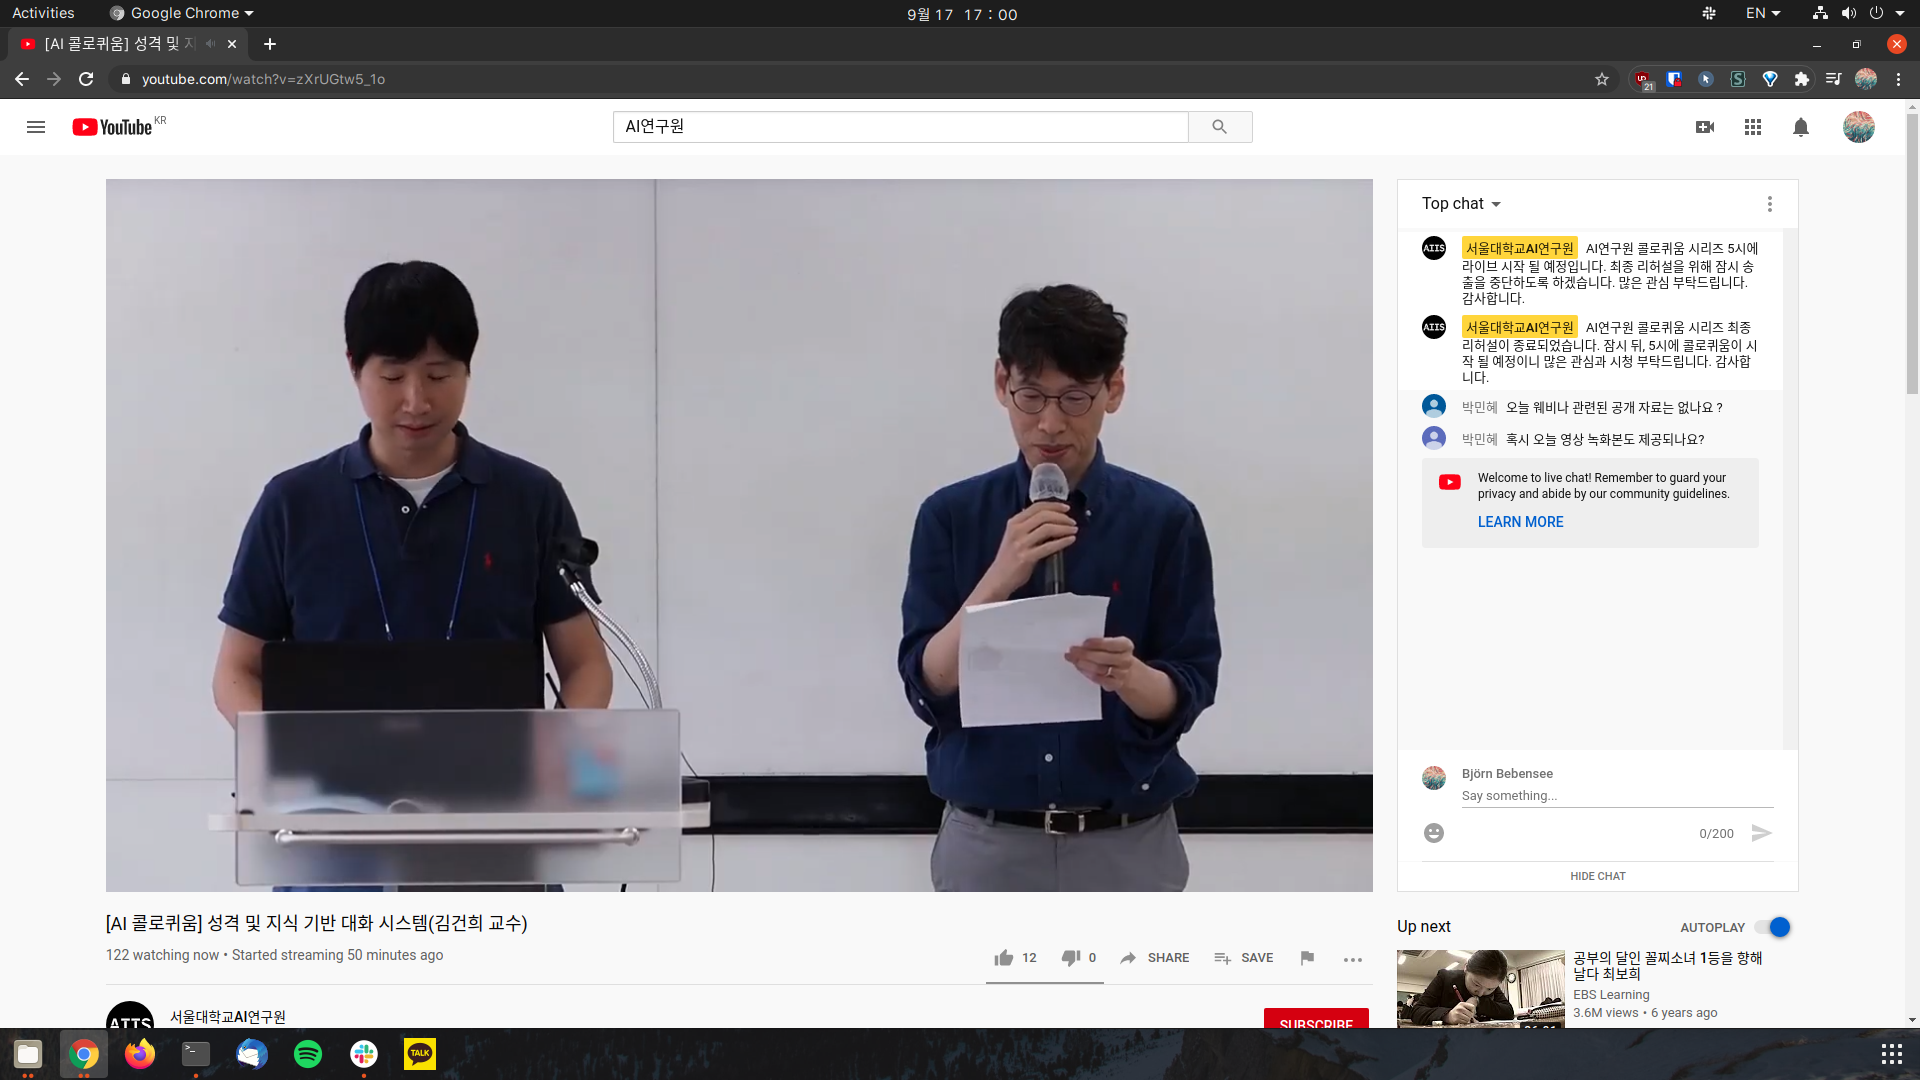 Activities
Google Chrome
9월 17 17 : 00
EN
[AI 콜로퀴움] 성격 및 지
youtube.com/watch?v=zXrUGtw5_1o
21
YouTube KR
AI연구원
Top chat
AIIS
서울대학교AI연구원 AI연구원 콜로퀴움 시리즈 5시에
라이브 시작 될 예정입니다. 최종 리허설을 위해 잠시 송
출을 중단하도록 하겠습니다. 많은 관심 부탁드립니다.
감사합니다.
AIIS
서울대학교AI연구원 AI연구원 콜로퀴움 시리즈 최종
리허설이 종료되었습니다. 잠시 뒤, 5시에 콜로퀴움이 시
작 될 예정이니 많은 관심과 시청 부탁드립니다. 감사합
니다.
박민혜 오늘 웨비나 관련된 공개 자료는 없나요 ?
박민혜 혹시 오늘 영상 녹화본도 제공되나요?
Welcome to live chat! Remember to guard your
privacy and abide by our community guidelines.
LEARN MORE
Björn Bebensee
Say something...
0/200
HIDE CHAT
[AI 콜로퀴움] 성격 및 지식 기반 대화 시스템(김건희 교수)
122 watching now • Started streaming 50 minutes ago
12
0
SHARE
SAVE
서울대학교AI연구원
SUBSCRIBE
Up next
AUTOPLAY
공부의 달인 꼴찌소녀 1등을 향해
날다 최보희
EBS Learning
3.6M views • 6 years ago
TALK